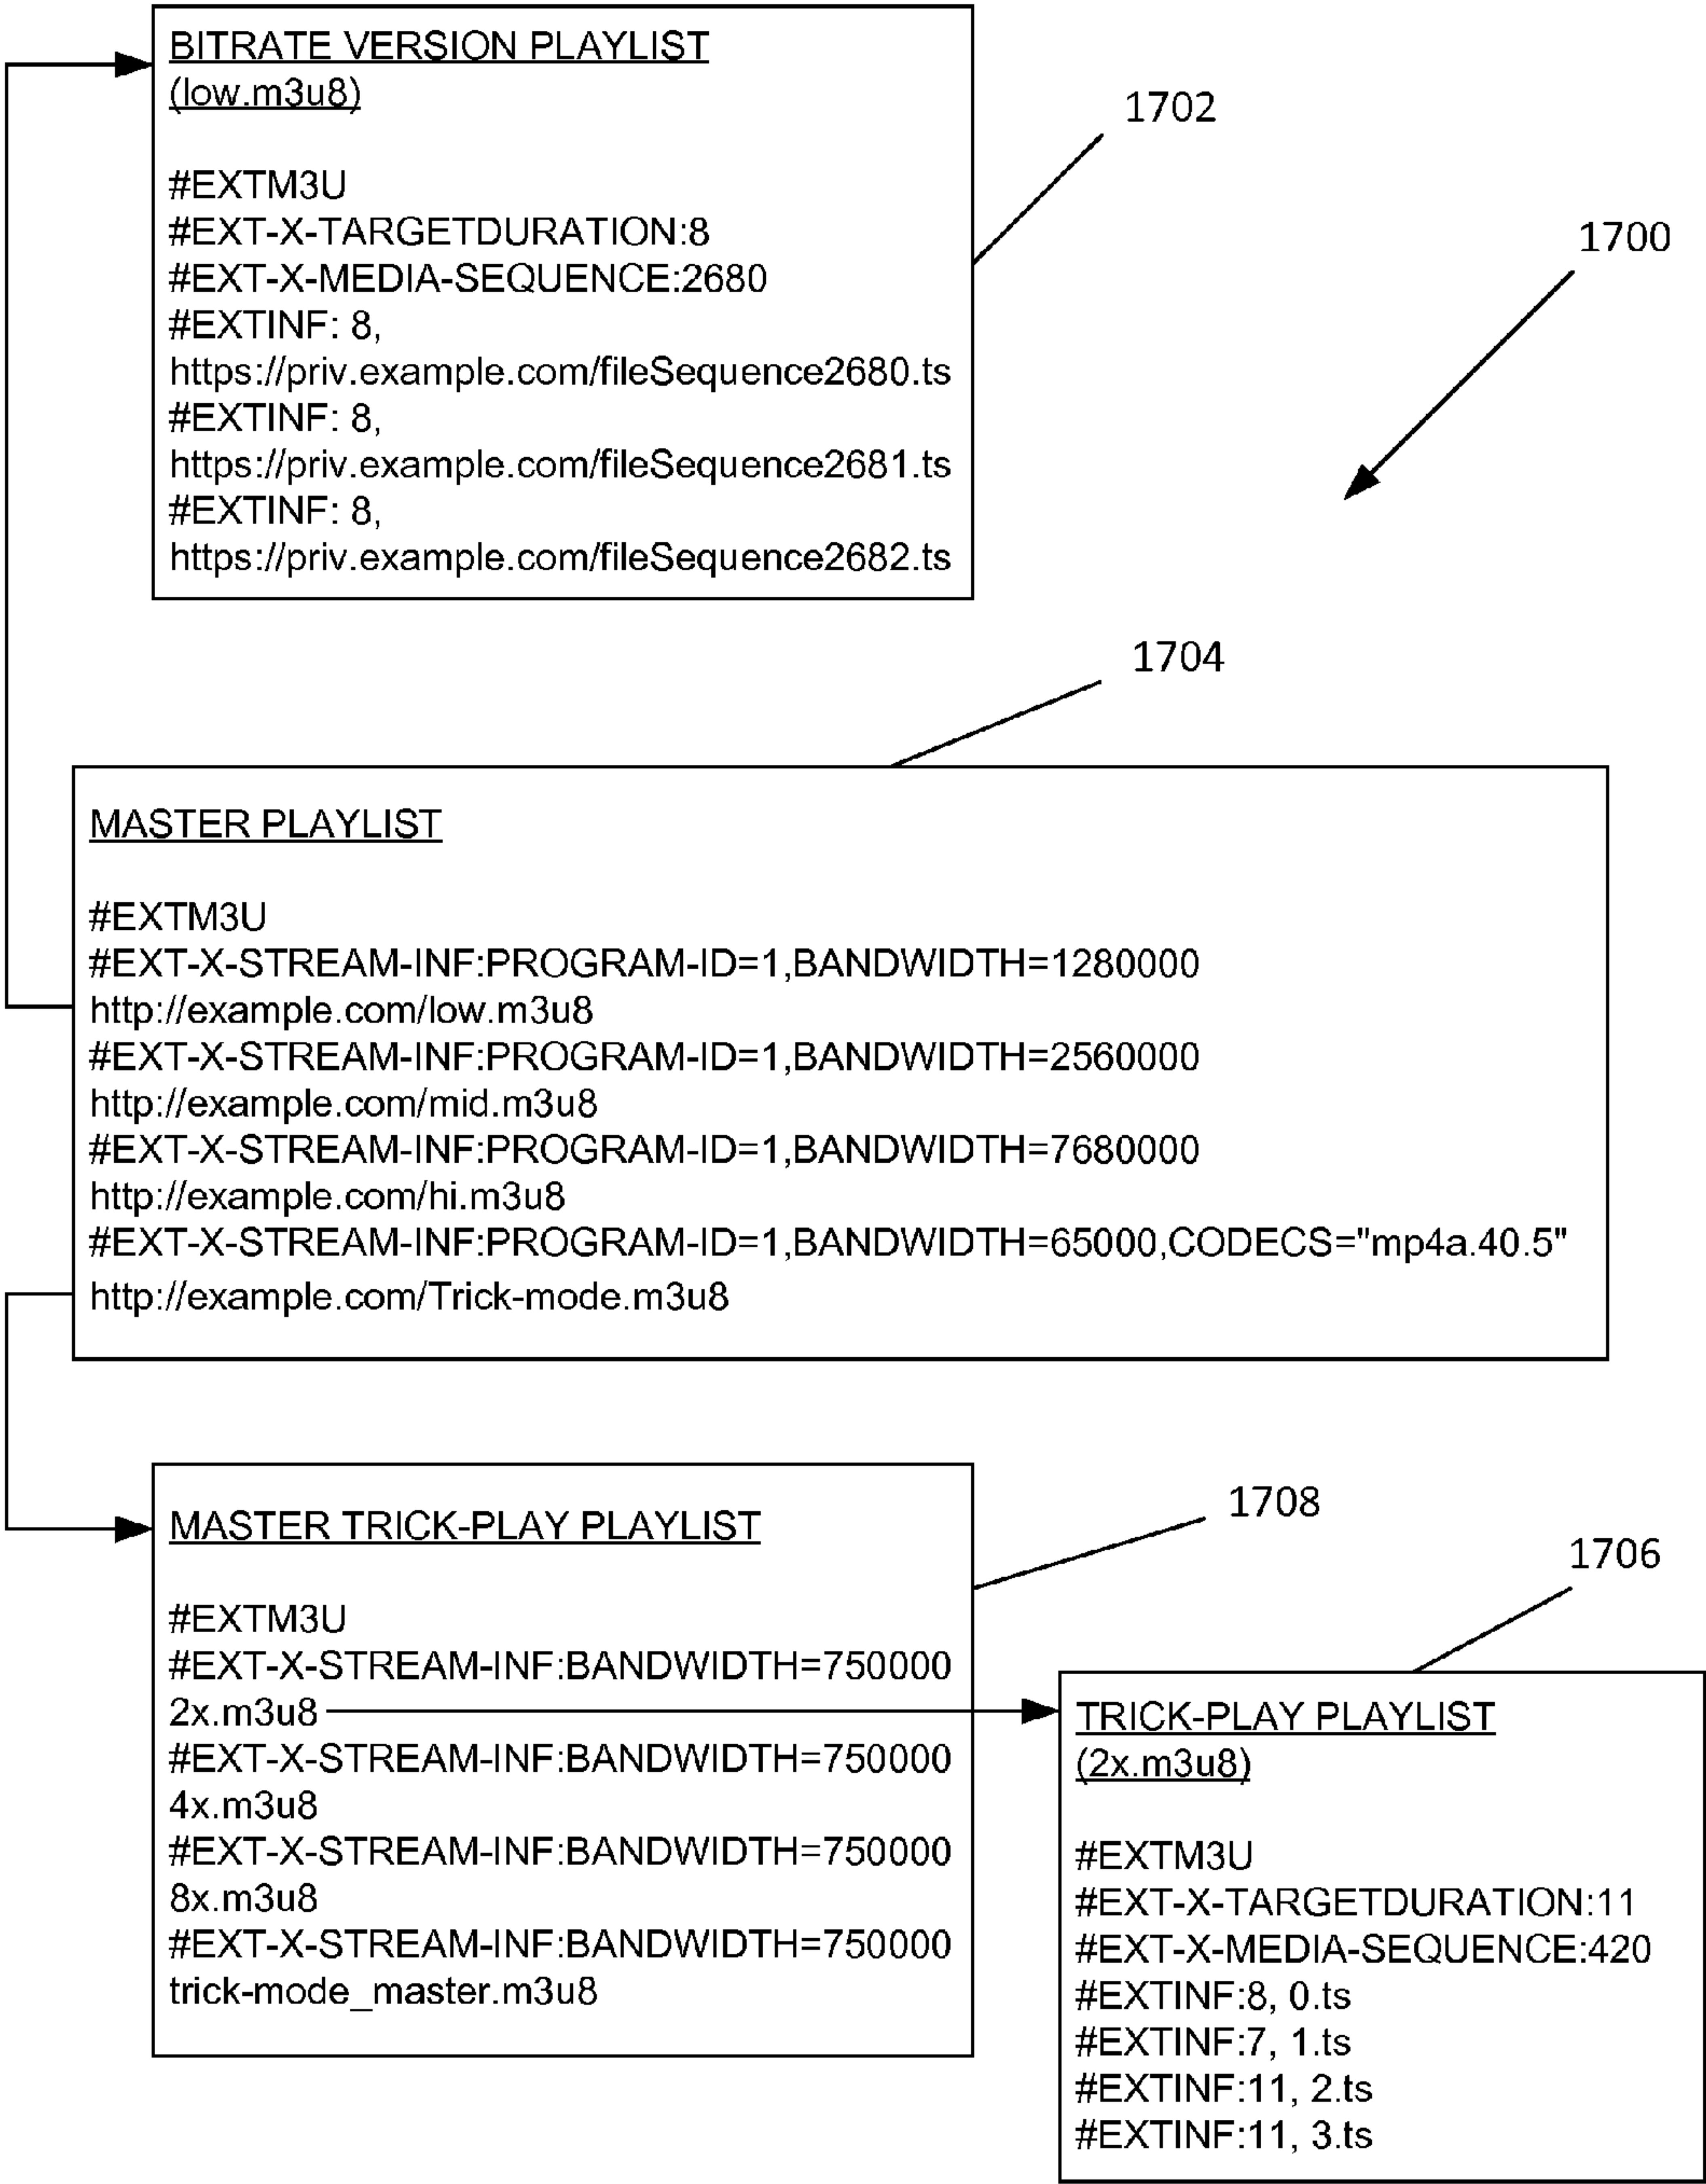 BITRATE VERSION PLAYLIST
(low.m3u8)
#EXTM3U
#EXT-X-TARGETDURATION:8
#EXT-X-MEDIA-SEQUENCE:2680
#EXTINF: 8,
https://priv.example.com/fileSequence2680.ts
#EXTINF: 8,
https://priv.example.com/fileSequence2681.ts
#EXTINF: 8,
https://priv.example.com/fileSequence2682.ts
1702
1700
1704
MASTER PLAYLIST
#EXTM3U
#EXT-X-STREAM-INF:PROGRAM-ID=1,BANDWIDTH=1280000
http://example.com/low.m3u8
#EXT-X-STREAM-INF:PROGRAM-ID=1,BANDWIDTH=2560000
http://example.com/mid.m3u8
#EXT-X-STREAM-INF:PROGRAM-ID=1,BANDWIDTH=7680000
http://example.com/hi.m3u8
#EXT-X-STREAM-INF:PROGRAM-ID=1,BANDWIDTH=65000,CODECS="mp4a.40.5"
http://example.com/Trick-mode.m3u8
MASTER TRICK-PLAY PLAYLIST
#EXTM3U
#EXT-X-STREAM-INF:BANDWIDTH=750000
2x.m3u8
#EXT-X-STREAM-INF:BANDWIDTH=750000
4x.m3u8
#EXT-X-STREAM-INF:BANDWIDTH=750000
8x.m3u8
#EXT-X-STREAM-INF:BANDWIDTH=750000
trick-mode_master.m3u8
1708
1706
TRICK-PLAY PLAYLIST
(2x.m3u8)
#EXTM3U
#EXT-X-TARGETDURATION:11
#EXT-X-MEDIA-SEQUENCE:420
#EXTINF:8, 0.ts
#EXTINF:7, 1.ts
#EXTINF:11, 2.ts
#EXTINF:11, 3.ts